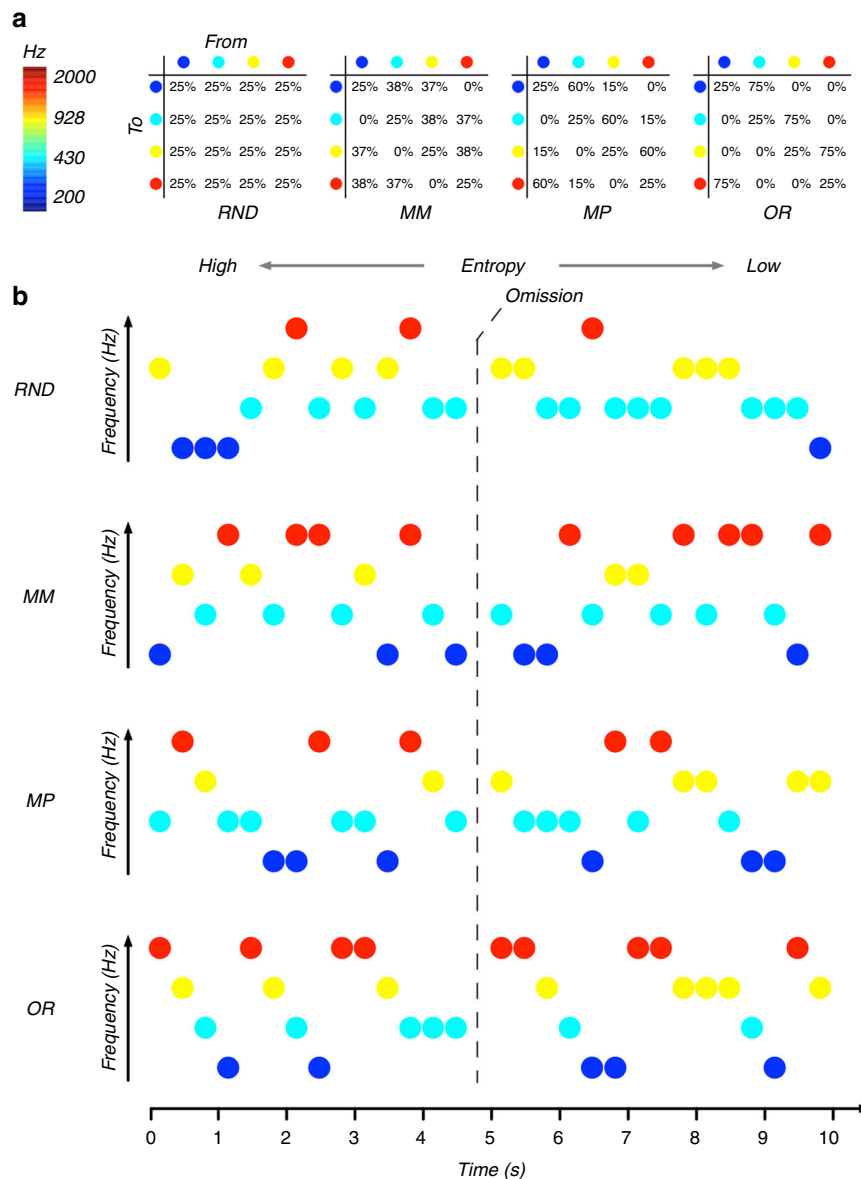 a
Hz
2000
928
430
200
From
To
25% 25% 25% 25%
25% 25% 25% 25%
25% 25% 25% 25%
25% 25% 25% 25%
RND
25% 38% 37% 0%
0% 25% 38% 37%
37% 0% 25% 38%
38% 37% 0% 25%
MM
25% 60% 15% 0%
0% 25% 60% 15%
15% 0% 25% 60%
60% 15% 0% 25%
MP
25% 75% 0% 0%
0% 25% 75% 0%
0% 0% 25% 75%
75% 0% 0% 25%
OR
High Entropy Low
b
Omission
RND
Frequency (Hz)
MM
Frequency (Hz)
MP
Frequency (Hz)
OR
Frequency (Hz)
0 1 2 3 4 5 6 7 8 9 10
Time (s)